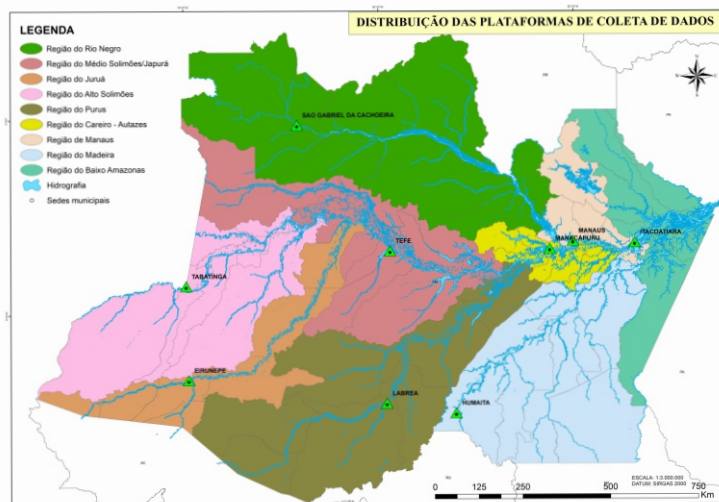 DISTRIBUIÇÃO DAS PLATAFORMAS DE COLETA DE DADOS
LEGENDA
Região do Rio Negro
Região do Médio Solimões/Japurá
Região do Juruá
Região do Alto Solimões
Região do Purus
Região do Careiro - Autazes
Região de Manaus
Região do Madeira
Região do Baixo Amazonas
Hidrografia
Sedes municipais
SAO GABRIEL DA CACHOEIRA
MANAUS
ITACOATIARA
MANACAPURU
TEFE
TABATINGA
EIRUNEPE
LABREA
HUMAITA
ESCALA: 1:3.000.000
DATUM: SIRGAS 2000
0 125 250 500 750
Km